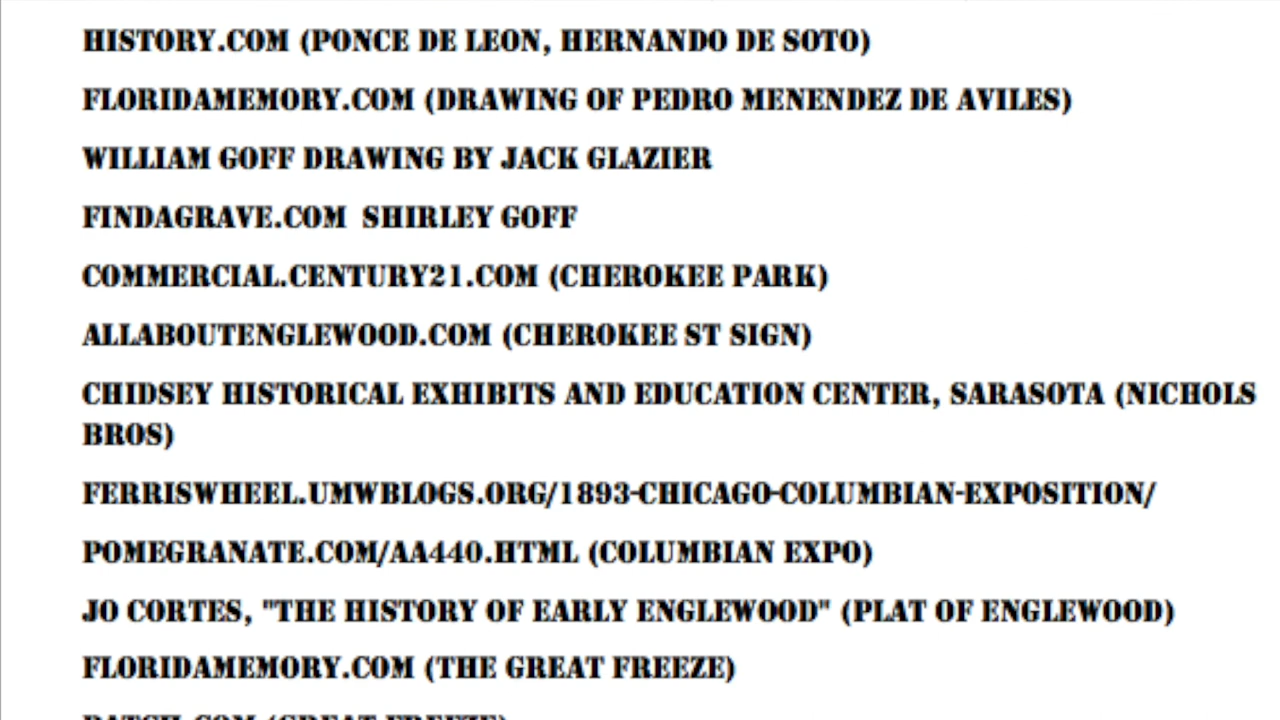 HISTORY.COM (PONCE DE LEON, HERNANDO DE SOTO)
FLORIDAMEMORY.COM (DRAWING OF PEDRO MENENDEZ DE AVILES)
WILLIAM GOFF DRAWING BY JACK GLAZIER
FINDAGRAVE.COM SHIRLEY GOFF
COMMERCIAL.CENTURY21.COM (CHEROKEE PARK)
ALLABOUTENGLEWOOD.COM (CHEROKEE ST SIGN)
CHIDSEY HISTORICAL EXHIBITS AND EDUCATION CENTER, SARASOTA (NICHOLS
BROS)
FERRISWHEEL.UMWBLOGS.ORG/1893-CHICAGO-COLUMBIAN-EXPOSITION/
POMEGRANATE.COM/AA440.HTML (COLUMBIAN EXPO)
JO CORTES, "THE HISTORY OF EARLY ENGLEWOOD" (PLAT OF ENGLEWOOD)
FLORIDAMEMORY.COM (THE GREAT FREEZE)